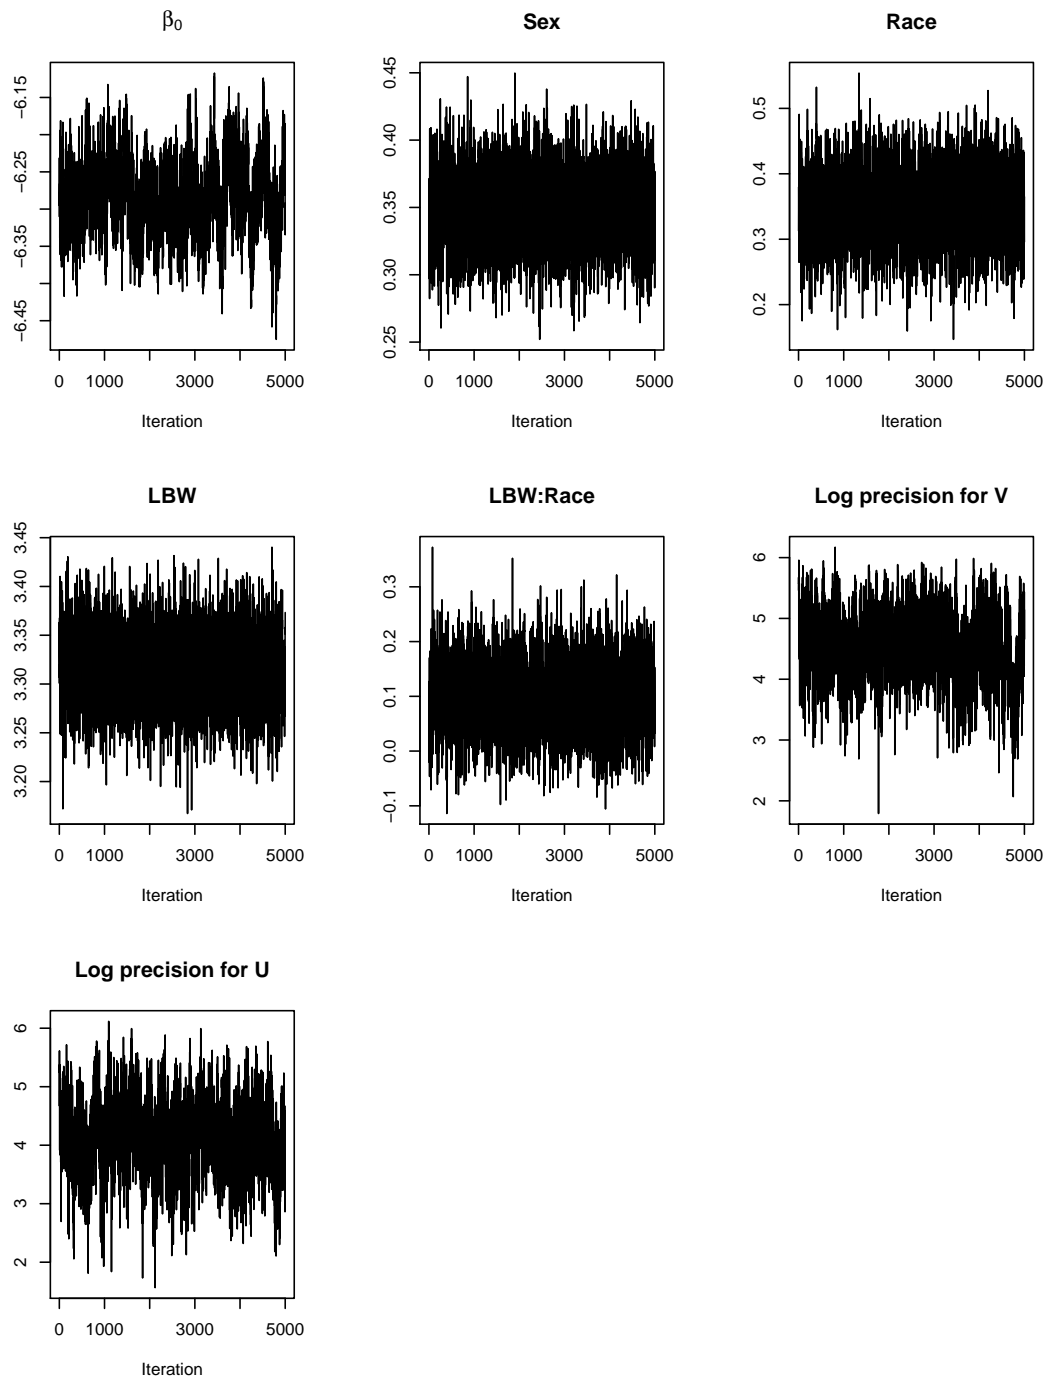 β0 Sex Race
−6.15 0.45 0.5
−6.25 0.40 0.4
−6.35 0.35 0.3
−6.45 0.30 0.2
0.25
0 1000 3000 5000 0 1000 3000 5000 0 1000 3000 5000
Iteration Iteration Iteration
LBW LBW:Race Log precision for V
3.45 0.3 6
3.40 0.2 5
3.35 0.1 4
3.30 0.0 3
3.25 −0.1 2
3.20
0 1000 3000 5000 0 1000 3000 5000 0 1000 3000 5000
Iteration Iteration Iteration
Log precision for U
6
5
4
3
2
0 1000 3000 5000
Iteration